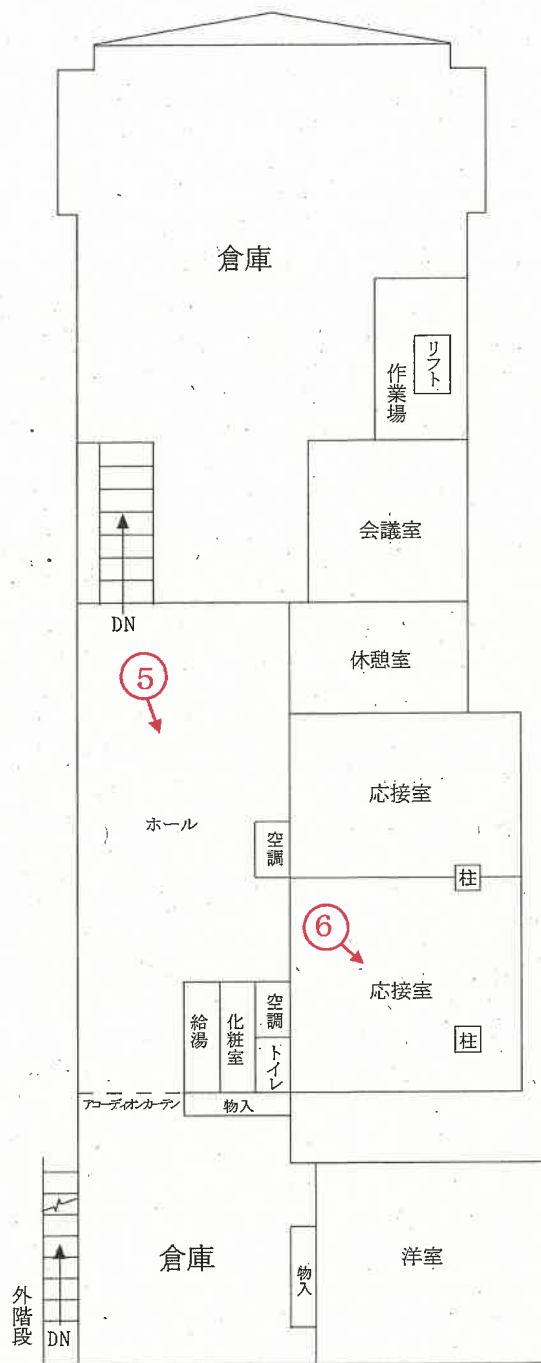 倉庫
リフト
作業場
会議室
DN
休憩室
⑤
応接室
ホール
空調
柱
⑥
応接室
空調
給湯
化粧室
柱
トイレ
アコーディオンカーテン
物入
倉庫
物入
洋室
外階段
DN